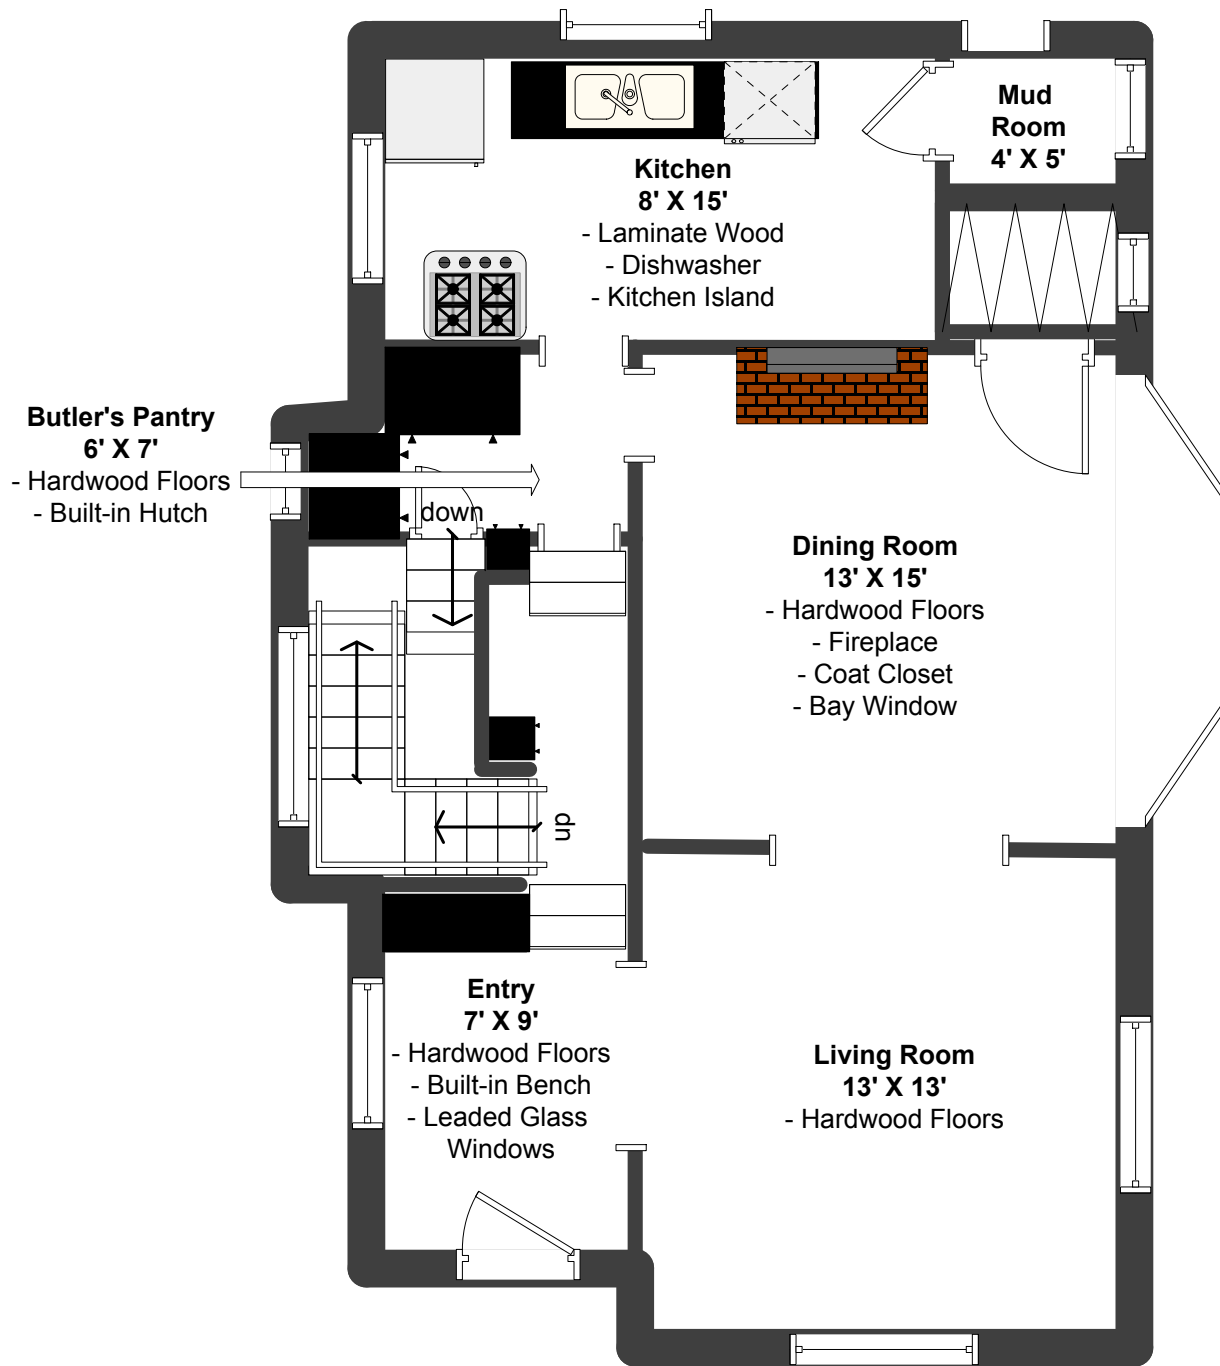 Mud
Room
4' X 5'
Kitchen
8' X 15'
- Laminate Wood
- Dishwasher
- Kitchen Island
Butler's Pantry
6' X 7'
- Hardwood Floors
- Built-in Hutch
down
Dining Room
13' X 15'
- Hardwood Floors
- Fireplace
- Coat Closet
- Bay Window
up
Entry
7' X 9'
- Hardwood Floors
- Built-in Bench
- Leaded Glass
Windows
Living Room
13' X 13'
- Hardwood Floors